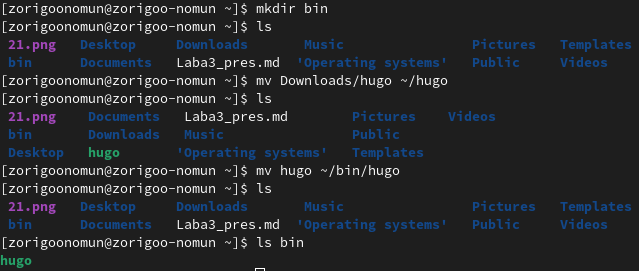 [zorigoonomun@zorigoo-nomun ~]$ mkdir bin
[zorigoonomun@zorigoo-nomun ~]$ ls
21.png Desktop Downloads Music Pictures Templates
bin Documents Laba3_pres.md 'Operating systems' Public Videos
[zorigoonomun@zorigoo-nomun ~]$ mv Downloads/hugo ~/hugo
[zorigoonomun@zorigoo-nomun ~]$ ls
21.png Documents Laba3_pres.md Pictures Videos
bin Downloads Music Public
Desktop hugo 'Operating systems' Templates
[zorigoonomun@zorigoo-nomun ~]$ mv hugo ~/bin/hugo
[zorigoonomun@zorigoo-nomun ~]$ ls
21.png Desktop Downloads Music Pictures Templates
bin Documents Laba3_pres.md 'Operating systems' Public Videos
[zorigoonomun@zorigoo-nomun ~]$ ls bin
hugo